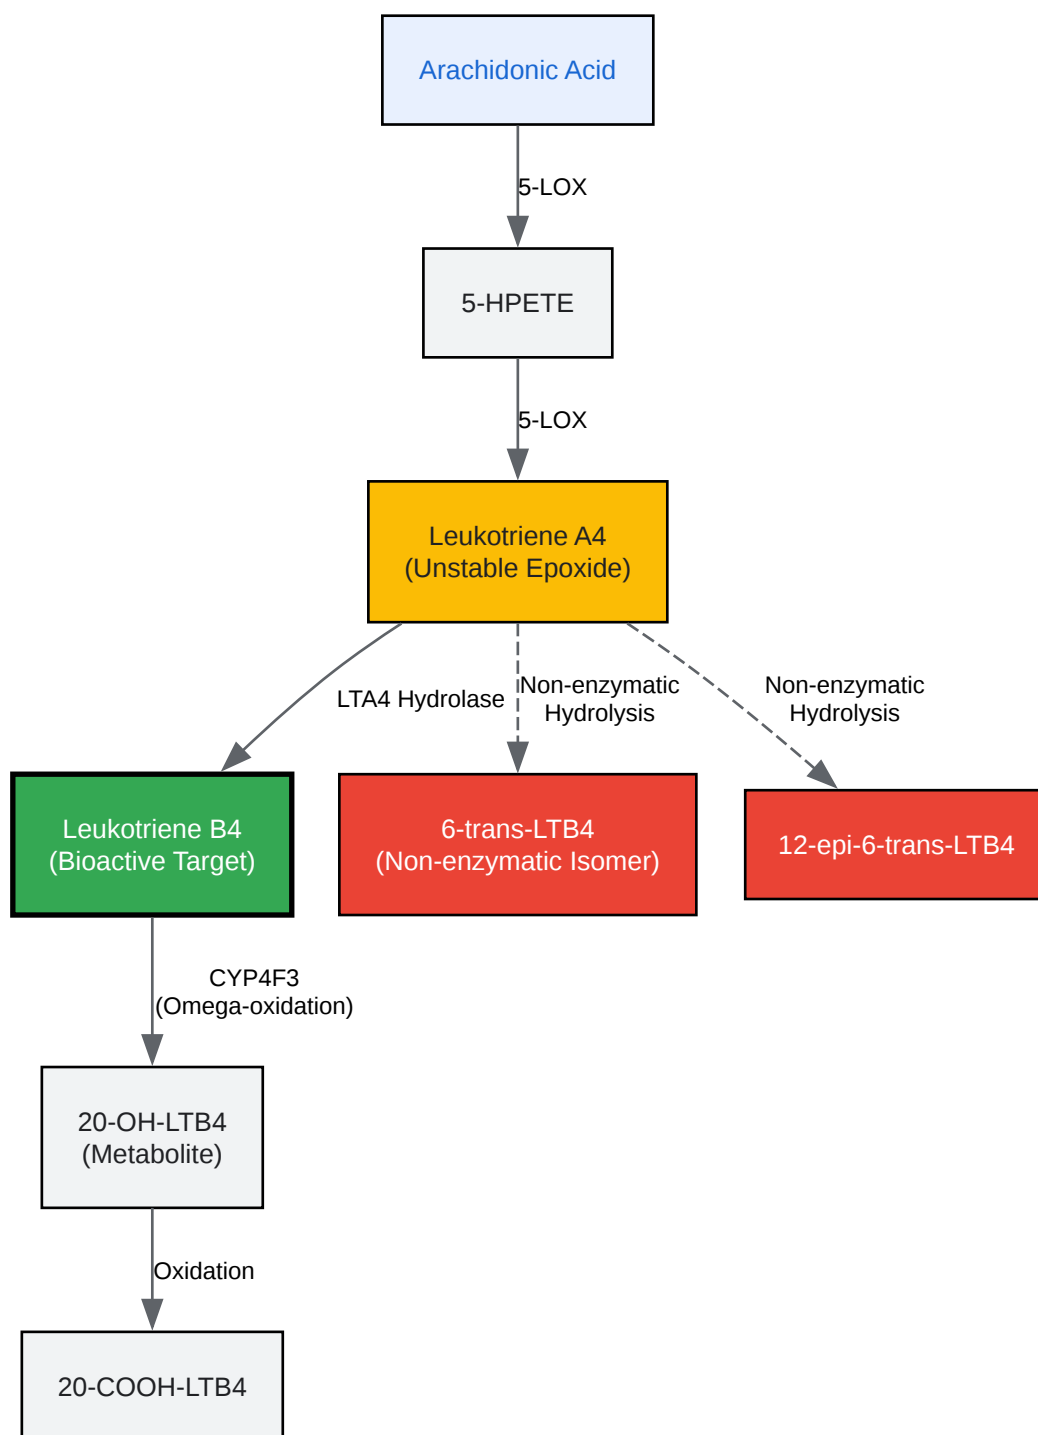 Arachidonic Acid
5-LOX
5-HPETE
5-LOX
Leukotriene A4
(Unstable Epoxide)
LTA4 Hydrolase
Non-enzymatic
Hydrolysis
Non-enzymatic
Hydrolysis
Leukotriene B4
(Bioactive Target)
6-trans-LTB4
(Non-enzymatic Isomer)
12-epi-6-trans-LTB4
CYP4F3
(Omega-oxidation)
20-OH-LTB4
(Metabolite)
Oxidation
20-COOH-LTB4